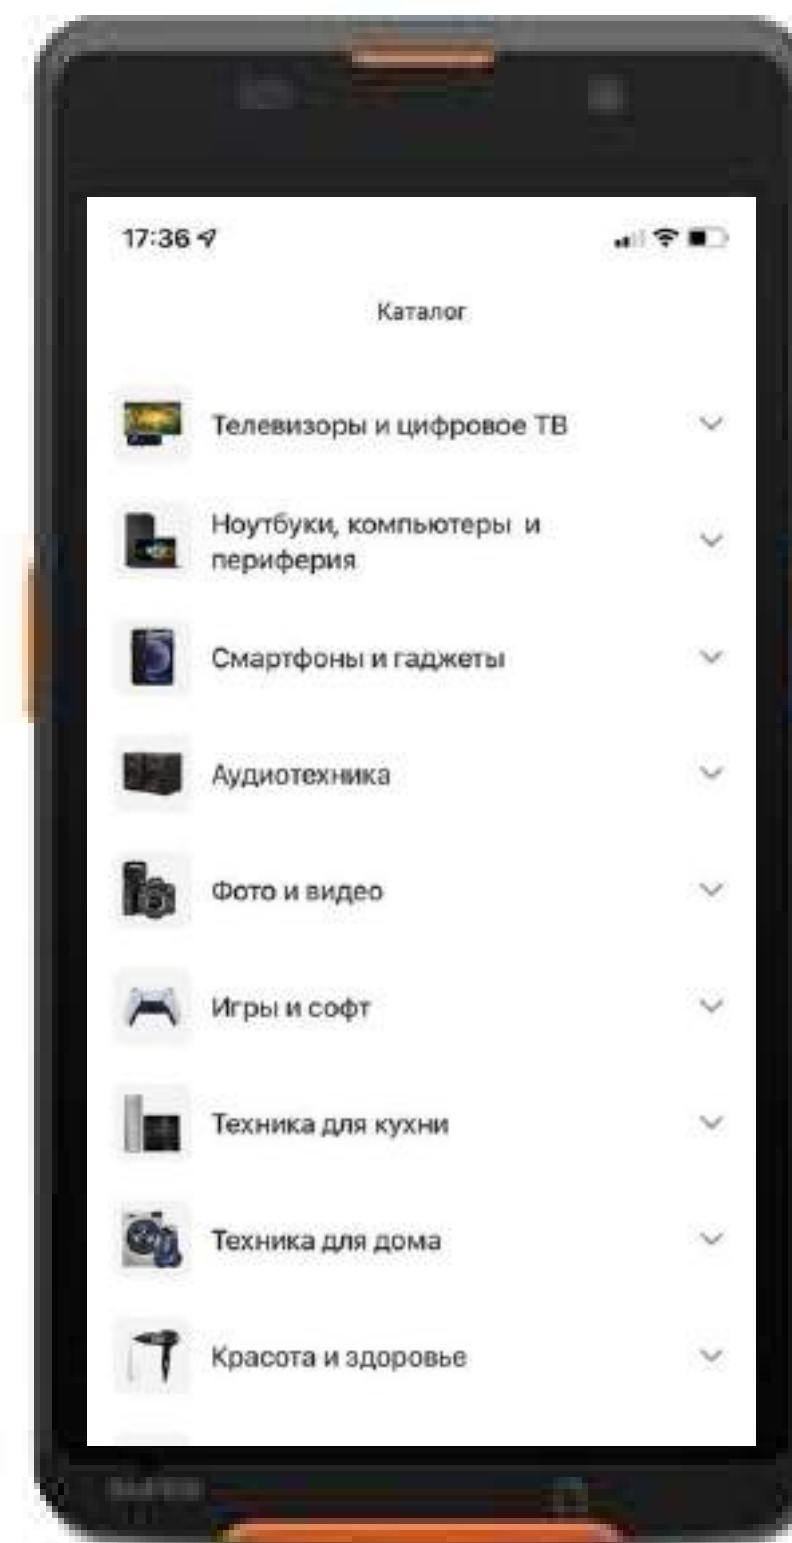 17:36
Каталог
Телевизоры и цифровое ТВ
Ноутбуки, компьютеры и
периферия
Смартфоны и гаджеты
Аудиотехника
Фото и видео
Игры и софт
Техника для кухни
Техника для дома
Красота и здоровье